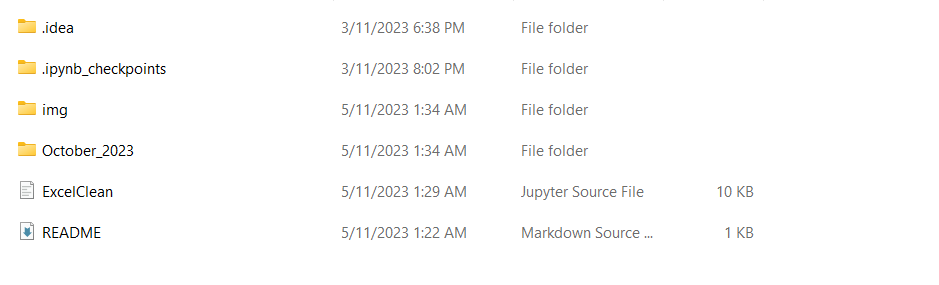 .idea 3/11/2023 6:38 PM File folder
.ipynb_checkpoints 3/11/2023 8:02 PM File folder
img 5/11/2023 1:34 AM File folder
October_2023 5/11/2023 1:34 AM File folder
ExcelClean 5/11/2023 1:29 AM Jupyter Source File 10 KB
README 5/11/2023 1:22 AM Markdown Source ... 1 KB